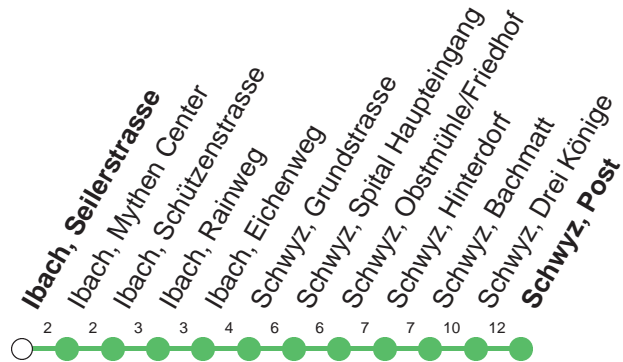 Ibach, Seilerstrasse
Ibach, Mythen Center
Ibach, Schützenstrasse
Ibach, Rainweg
Ibach, Eichenweg
Schwyz, Grundstrasse
Schwyz, Spital Haupteingang
Schwyz, Obstmühle/Friedhof
Schwyz, Hinterdorf
Schwyz, Bachmatt
Schwyz, Drei Könige
Schwyz, Post
2 2 3 3 4 6 6 7 7 10 12